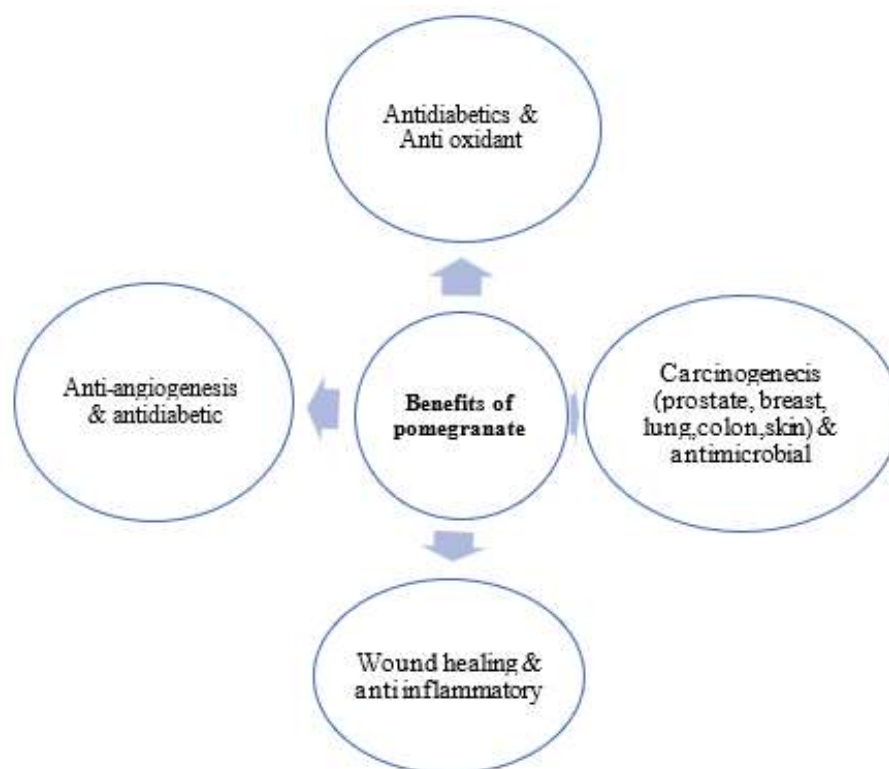 Antidiabetics &
Anti oxidant
Anti-angiogenesis
& antidiabetic
Benefits of
pomegranate
Carcinogenecis
(prostate, breast,
lung,colon,skin) &
antimicrobial
Wound healing &
anti inflammatory